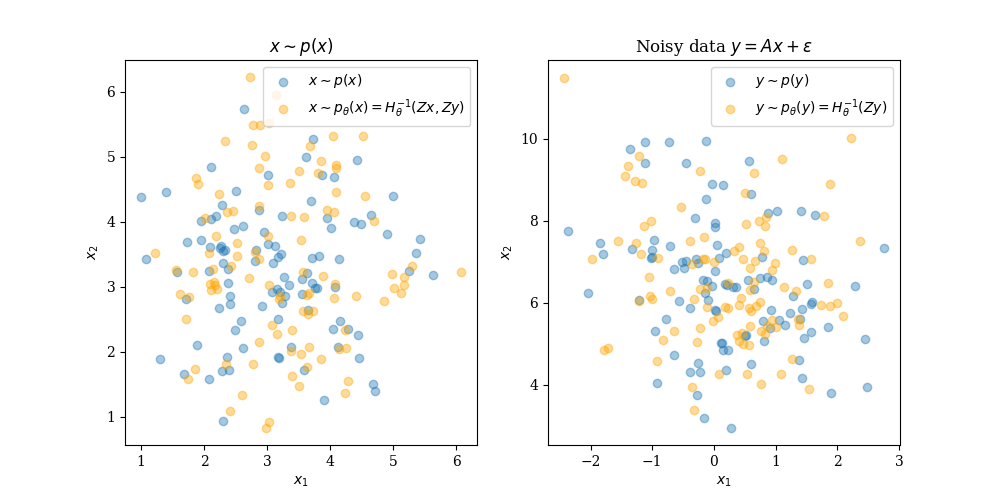 x ∼ p(x)
x ∼ p(x)
x ∼ p_θ(x) = H_θ^{-1}(Zx, Zy)
6
5
4
3
2
1
x_2
1 2 3 4 5 6
x_1
Noisy data y = Ax + ε
y ∼ p(y)
y ∼ p_θ(y) = H_θ^{-1}(Zy)
10
8
6
4
x_2
−2 −1 0 1 2 3
x_1